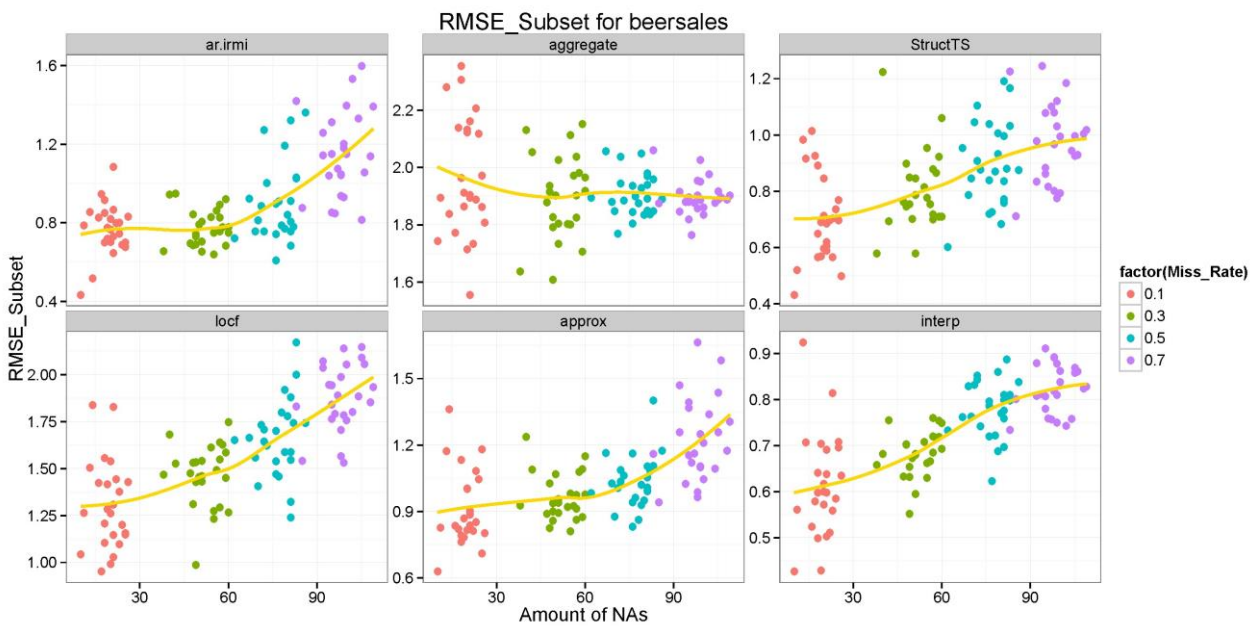 RMSE_Subset for beersales
ar.irmi
aggregate
StructTS
1.6
1.2
0.8
0.4
2.2
2.0
1.8
1.6
1.2
1.0
0.8
0.6
0.4
RMSE_Subset
locf
approx
interp
2.00
1.75
1.50
1.25
1.00
1.5
1.2
0.9
0.6
0.9
0.8
0.7
0.6
0.5
30 60 90
30 60 90
30 60 90
Amount of NAs
factor(Miss_Rate)
0.1
0.3
0.5
0.7